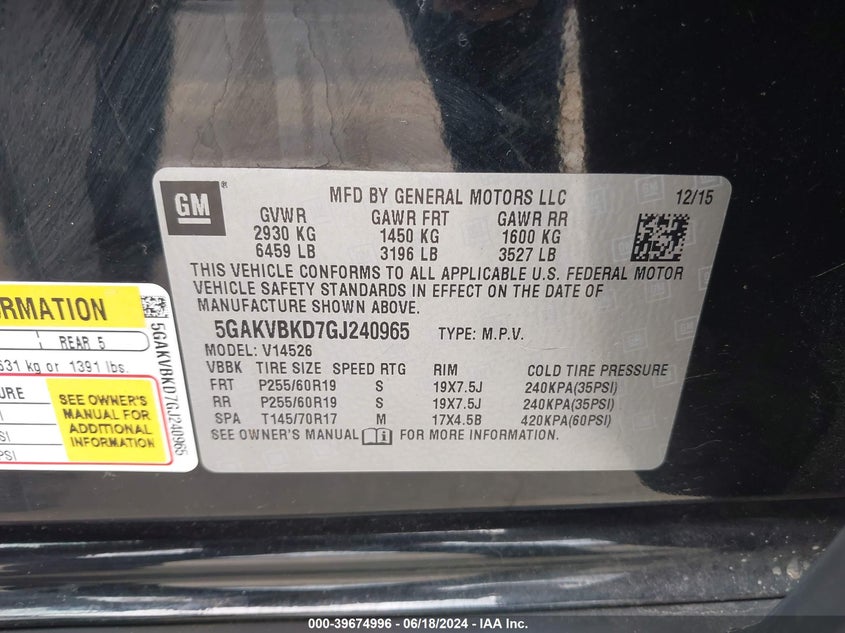 GM ®
MFD BY GENERAL MOTORS LLC 12/15
GVWR GAWR FRT GAWR RR
2930 KG 1450 KG 1600 KG
6459 LB 3196 LB 3527 LB
THIS VEHICLE CONFORMS TO ALL APPLICABLE U.S. FEDERAL MOTOR
VEHICLE SAFETY STANDARDS IN EFFECT ON THE DATE OF
MANUFACTURE SHOWN ABOVE.
5GAKVBKD7GJ240965 TYPE: M.P.V.
MODEL: V14526
VBBK TIRE SIZE SPEED RTG RIM COLD TIRE PRESSURE
FRT P255/60R19 S 19X7.5J 240KPA(35PSI)
RR P255/60R19 S 19X7.5J 240KPA(35PSI)
SPA T145/70R17 M 17X4.5B 420KPA(60PSI)
SEE OWNER'S MANUAL i FOR MORE INFORMATION.
ORMATION
REAR 5
631 kg or 1391 lbs.
URE
SI
SI
PSI
SEE OWNER'S
MANUAL FOR
ADDITIONAL
INFORMATION
5GAKVBKD7GJ240965
000-39674996 - 06/18/2024 - IAA Inc.